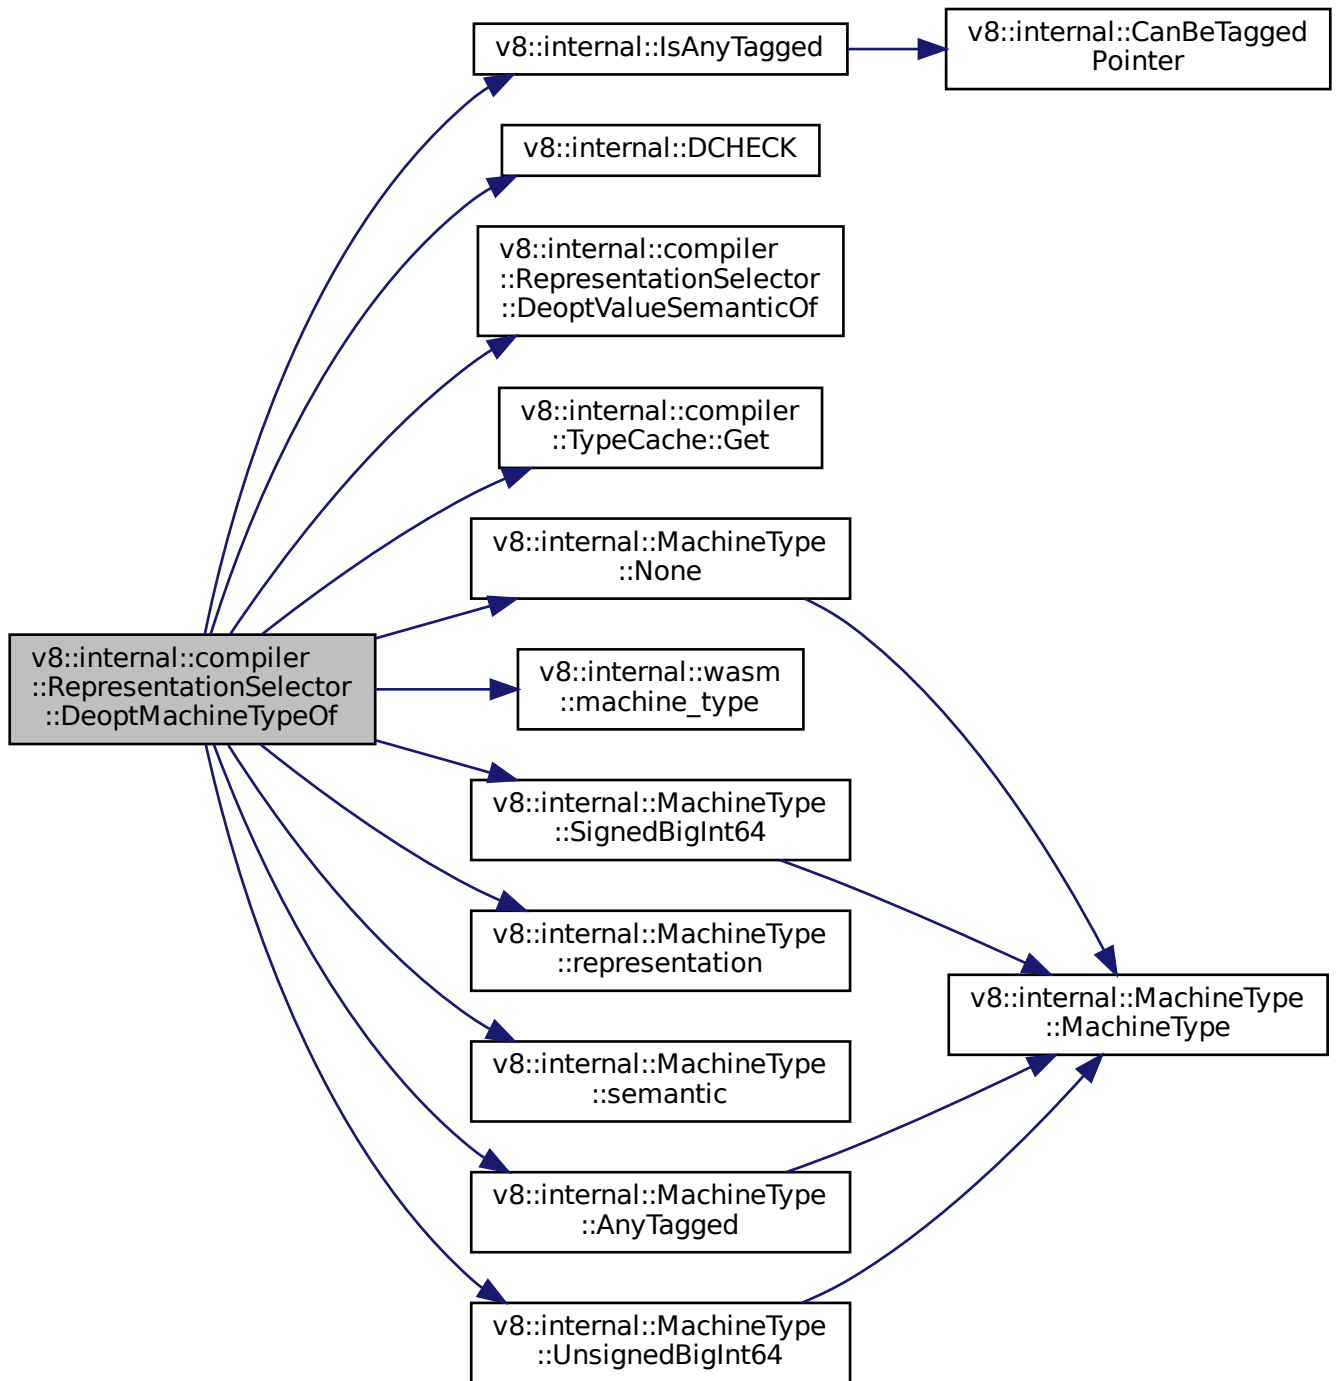 v8::internal::IsAnyTagged
v8::internal::CanBeTagged
Pointer
v8::internal::DCHECK
v8::internal::compiler
::RepresentationSelector
::DeoptValueSemanticOf
v8::internal::compiler
::TypeCache::Get
v8::internal::MachineType
::None
v8::internal::compiler
::RepresentationSelector
::DeoptMachineTypeOf
v8::internal::wasm
::machine_type
v8::internal::MachineType
::SignedBigInt64
v8::internal::MachineType
::representation
v8::internal::MachineType
::MachineType
v8::internal::MachineType
::semantic
v8::internal::MachineType
::AnyTagged
v8::internal::MachineType
::UnsignedBigInt64